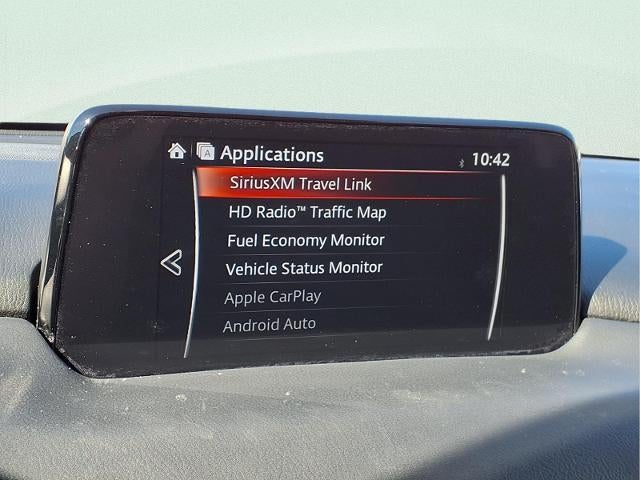 A Applications 10:42
SiriusXM Travel Link
HD Radio™ Traffic Map
Fuel Economy Monitor
Vehicle Status Monitor
Apple CarPlay
Android Auto